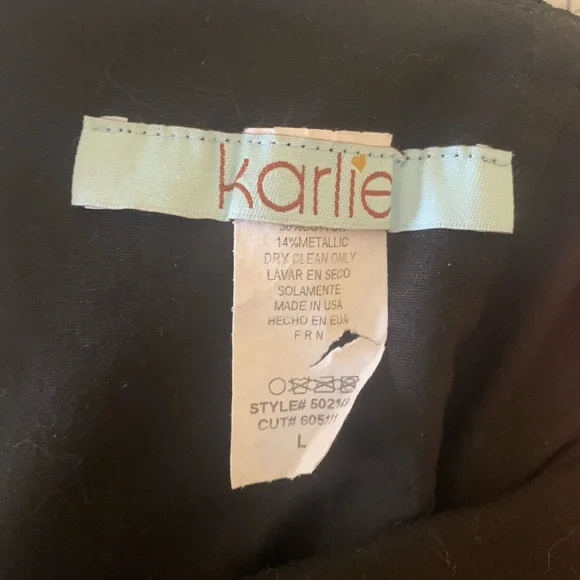 karlie
14%METALLIC
DRY CLEAN ONLY
LAVAR EN SECO
SOLAMENTE
MADE IN USA
HECHO EN EUA
F R N
STYLE#
CUT#
L